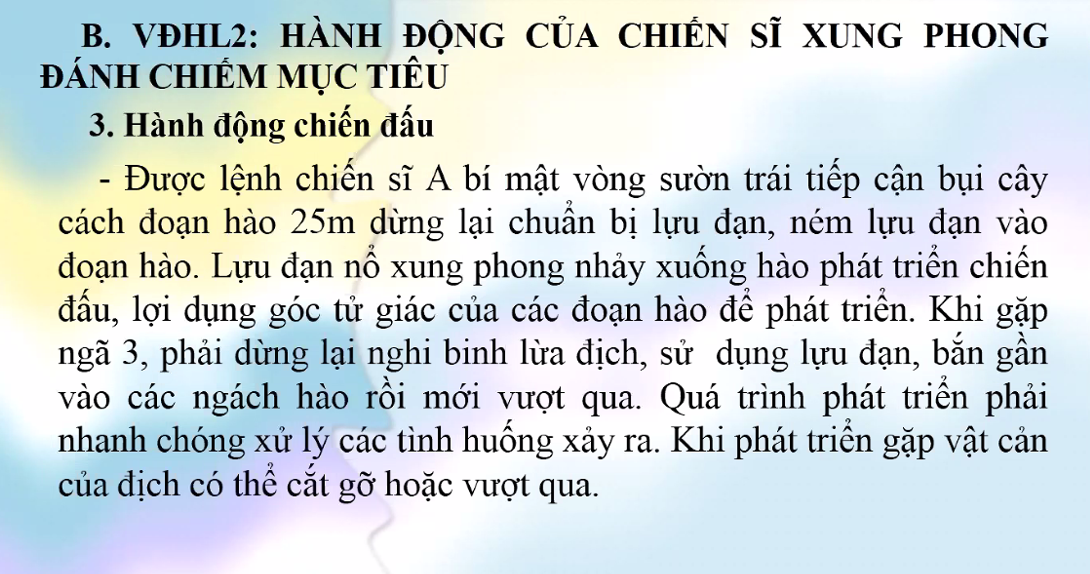 B. VĐHL2: HÀNH ĐỘNG CỦA CHIẾN SĨ XUNG PHONG
ĐÁNH CHIẾM MỤC TIÊU
3. Hành động chiến đấu
- Được lệnh chiến sĩ A bí mật vòng sườn trái tiếp cận bụi cây
cách đoạn hào 25m dừng lại chuẩn bị lựu đạn, ném lựu đạn vào
đoạn hào. Lựu đạn nổ xung phong nhảy xuống hào phát triển chiến
đấu, lợi dụng góc tử giác của các đoạn hào để phát triển. Khi gặp
ngã 3, phải dừng lại nghi binh lừa địch, sử dụng lựu đạn, bắn gần
vào các ngách hào rồi mới vượt qua. Quá trình phát triển phải
nhanh chóng xử lý các tình huống xảy ra. Khi phát triển gặp vật cản
của địch có thể cắt gỡ hoặc vượt qua.